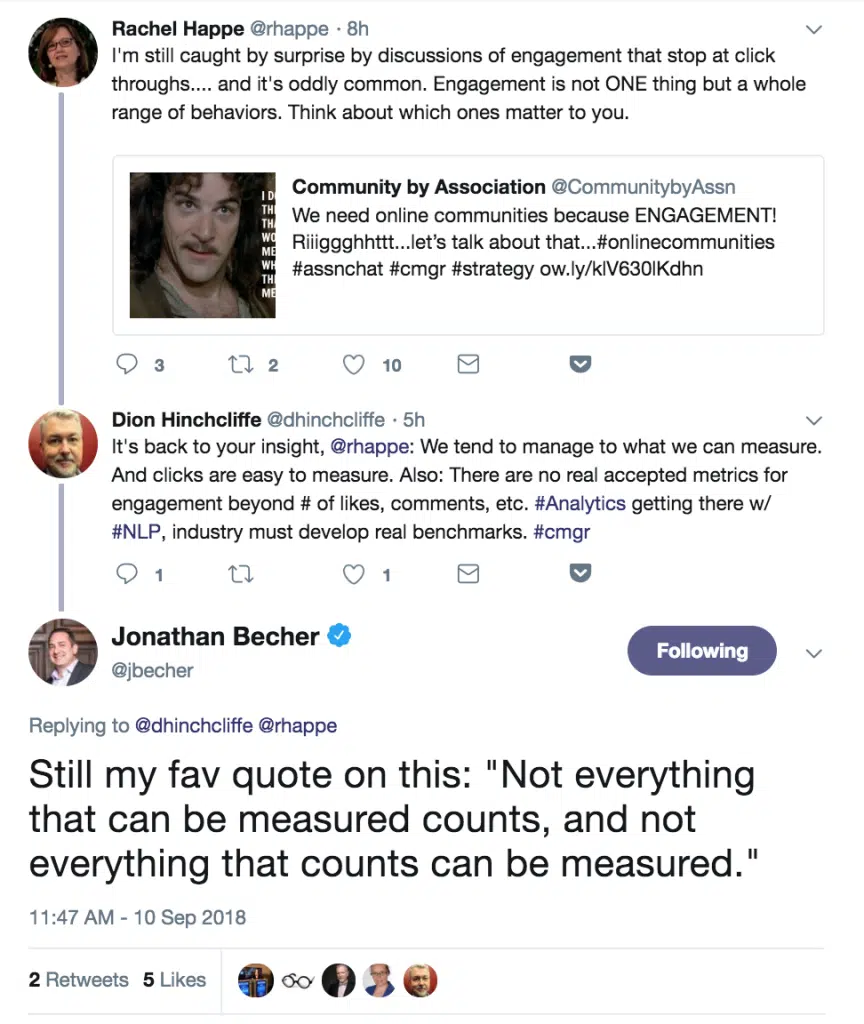 Rachel Happe @rhappe · 8h
I'm still caught by surprise by discussions of engagement that stop at click
throughs.... and it's oddly common. Engagement is not ONE thing but a whole
range of behaviors. Think about which ones matter to you.
I DO
THI
THA
WO
ME
WH
THI
ME
Community by Association @CommunitybyAssn
We need online communities because ENGAGEMENT!
Riiiggghhttt...let’s talk about that...#onlinecommunities
#assnchat #cmgr #strategy ow.ly/klV630lKdhn
3 2 10
Dion Hinchcliffe @dhinchcliffe · 5h
It's back to your insight, @rhappe: We tend to manage to what we can measure.
And clicks are easy to measure. Also: There are no real accepted metrics for
engagement beyond # of likes, comments, etc. #Analytics getting there w/
#NLP, industry must develop real benchmarks. #cmgr
1 1
Jonathan Becher
@jbecher
Following
Replying to @dhinchcliffe @rhappe
Still my fav quote on this: "Not everything
that can be measured counts, and not
everything that counts can be measured."
11:47 AM - 10 Sep 2018
2 Retweets 5 Likes